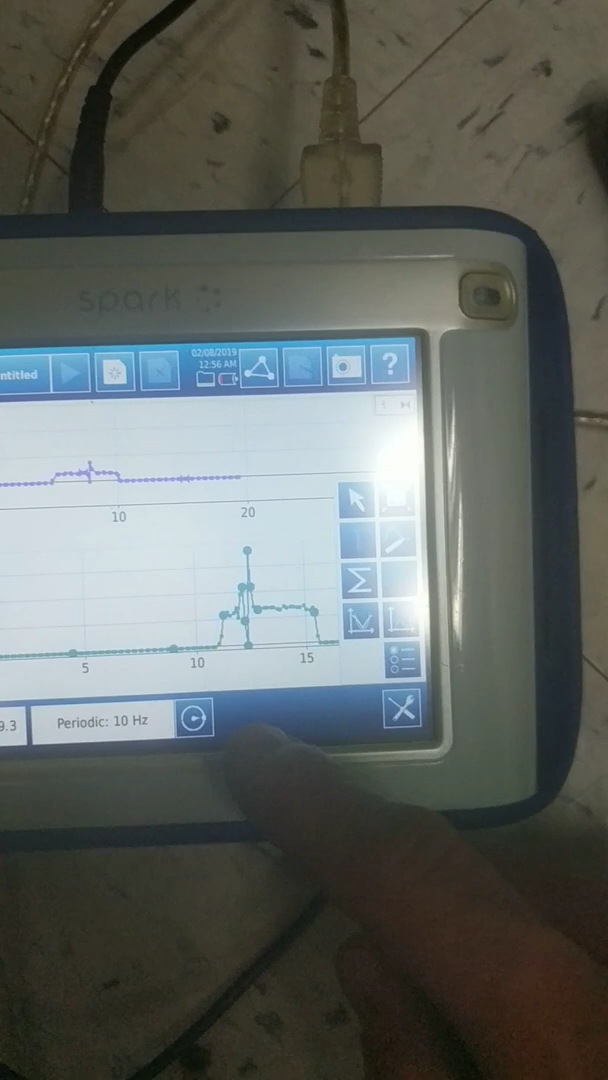 spark
ntitled
02/08/2019
12:56 AM
?
10
20
Σ
5
10
15
9.3
Periodic: 10 Hz